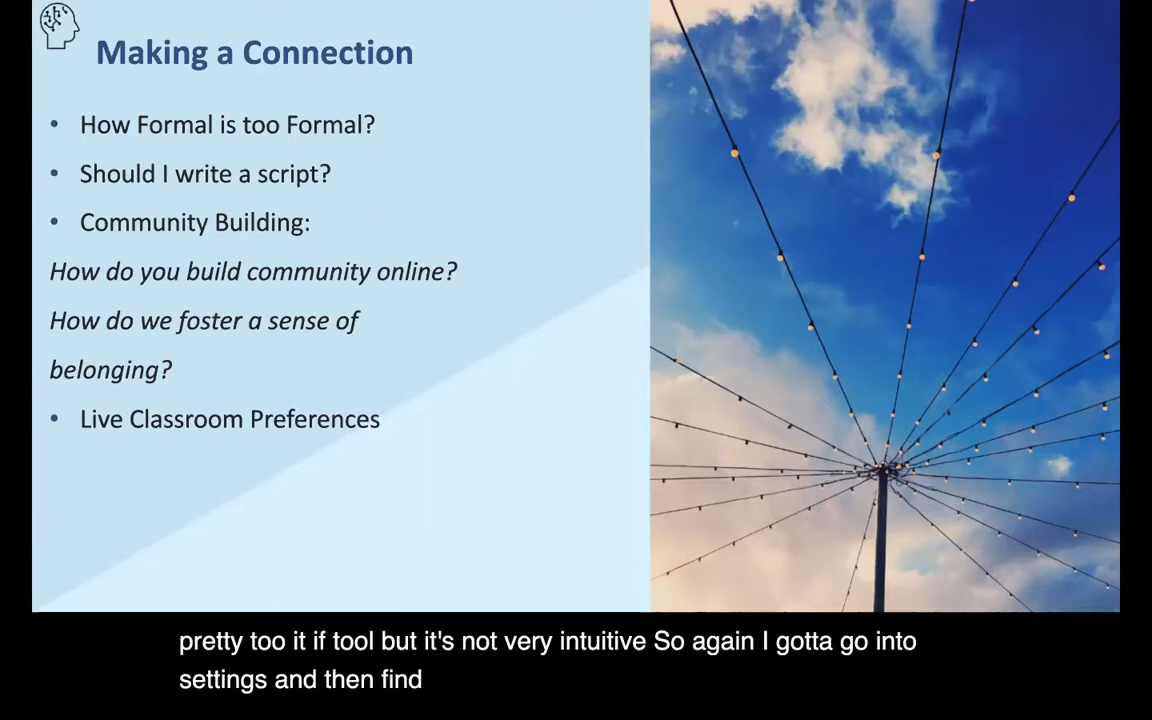 Making a Connection
• How Formal is too Formal?
• Should I write a script?
• Community Building:
How do you build community online?
How do we foster a sense of
belonging?
• Live Classroom Preferences
pretty too it if tool but it's not very intuitive So again I gotta go into
settings and then find